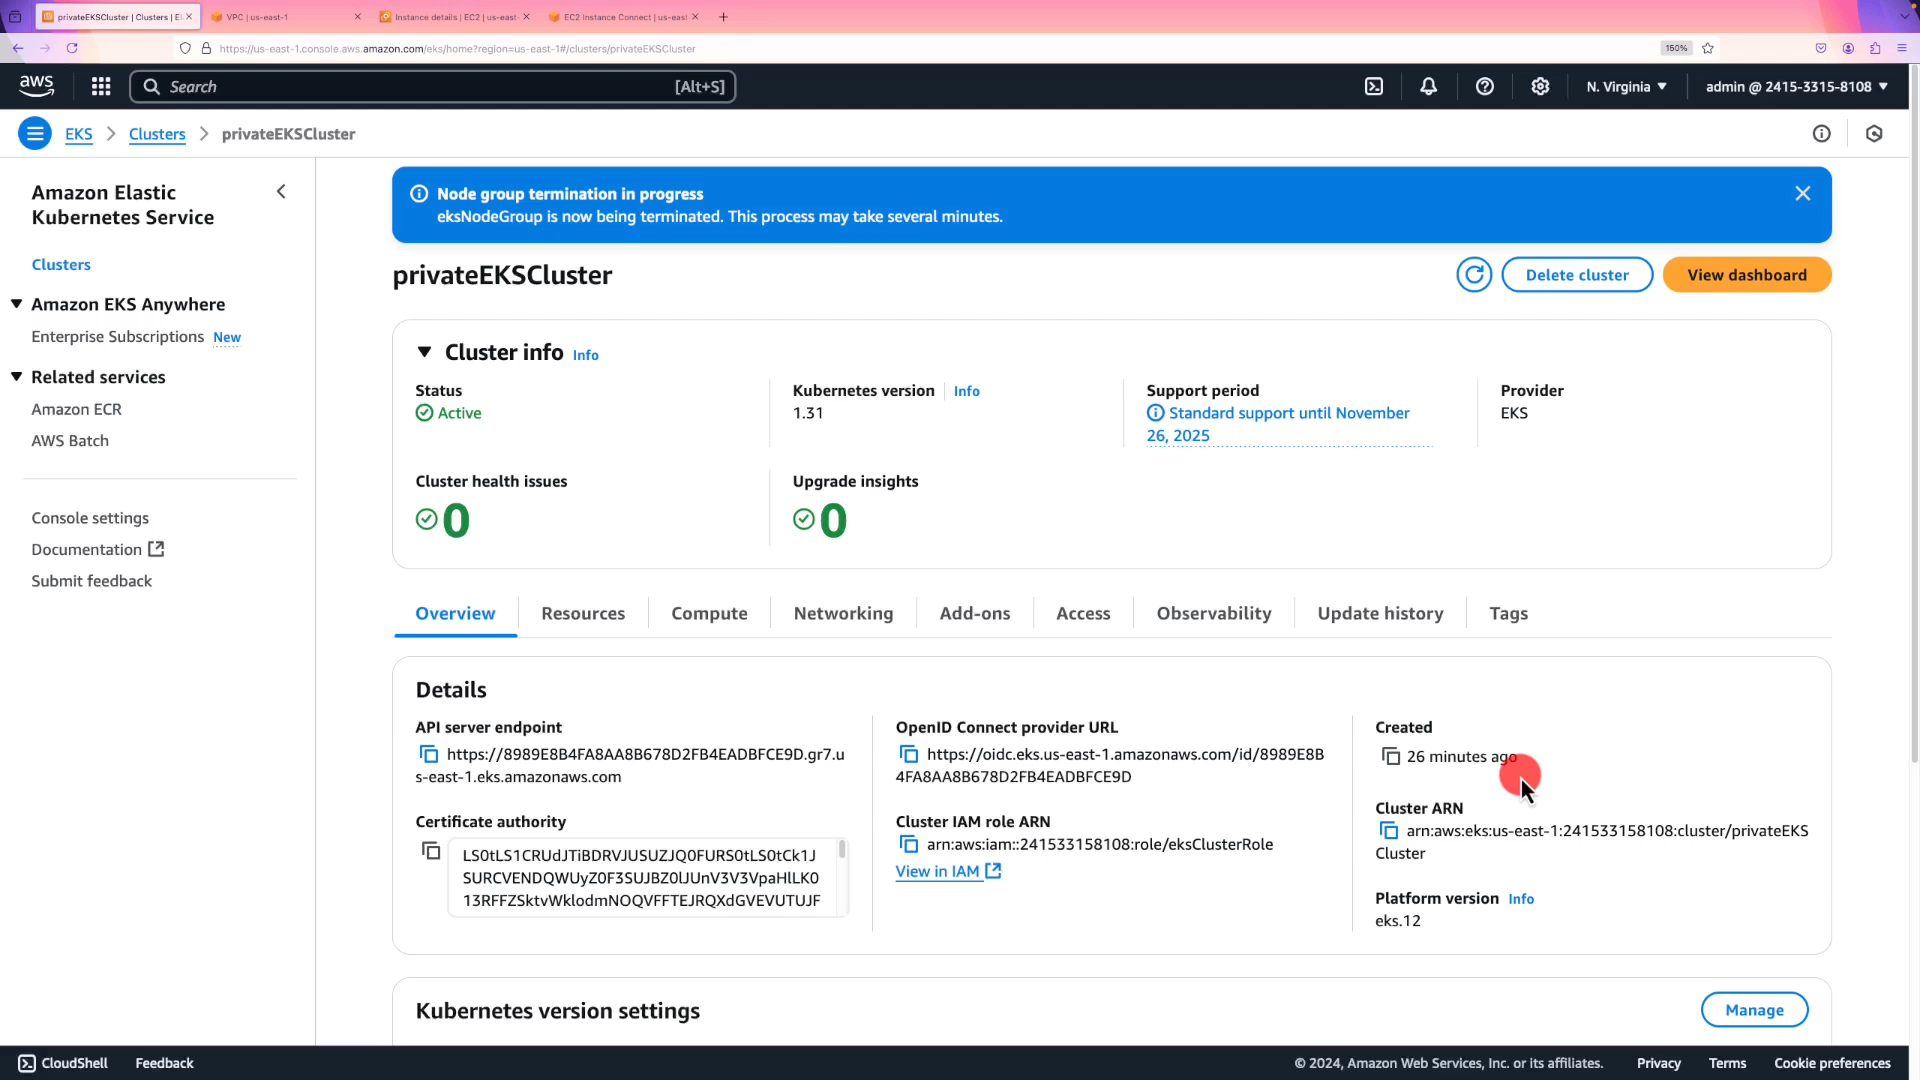 privateEKSCluster | Clusters | E
VPC | us-east-1
Instance details | EC2 | us-east-
EC2 Instance Connect | us-east
https://us-east-1.console.aws.amazon.com/eks/home?region=us-east-1#/clusters/privateEKSCluster
150%
aws
Search
[Alt+S]
N. Virginia
admin @ 2415-3315-8108
EKS
Clusters
privateEKSCluster
Amazon Elastic
Kubernetes Service
Clusters
Amazon EKS Anywhere
Enterprise Subscriptions New
Related services
Amazon ECR
AWS Batch
Console settings
Documentation
Submit feedback
Node group termination in progress
eksNodeGroup is now being terminated. This process may take several minutes.
privateEKSCluster
Delete cluster
View dashboard
Cluster info Info
Status
Active
Kubernetes version Info
1.31
Support period
Standard support until November
26, 2025
Provider
EKS
Cluster health issues
0
Upgrade insights
0
Overview
Resources
Compute
Networking
Add-ons
Access
Observability
Update history
Tags
Details
API server endpoint
https://8989E8B4FA8AA8B678D2FB4EADBFCE9D.gr7.u
s-east-1.eks.amazonaws.com
Certificate authority
LS0tLS1CRUdJTiBDRVJUSUZJQ0FURS0tLS0tCk1J
SURCVENDQWUyZ0F3SUJBZ0lJUnV3V3VpaHlLK0
13RFFZSktvWklodmNOQVFFTEJRQXdGVEVUTUJF
OpenID Connect provider URL
https://oidc.eks.us-east-1.amazonaws.com/id/8989E8B
4FA8AA8B678D2FB4EADBFCE9D
Cluster IAM role ARN
arn:aws:iam::241533158108:role/eksClusterRole
View in IAM
Created
26 minutes ago
Cluster ARN
arn:aws:eks:us-east-1:241533158108:cluster/privateEKS
Cluster
Platform version Info
eks.12
Kubernetes version settings
Manage
CloudShell
Feedback
© 2024, Amazon Web Services, Inc. or its affiliates.
Privacy
Terms
Cookie preferences